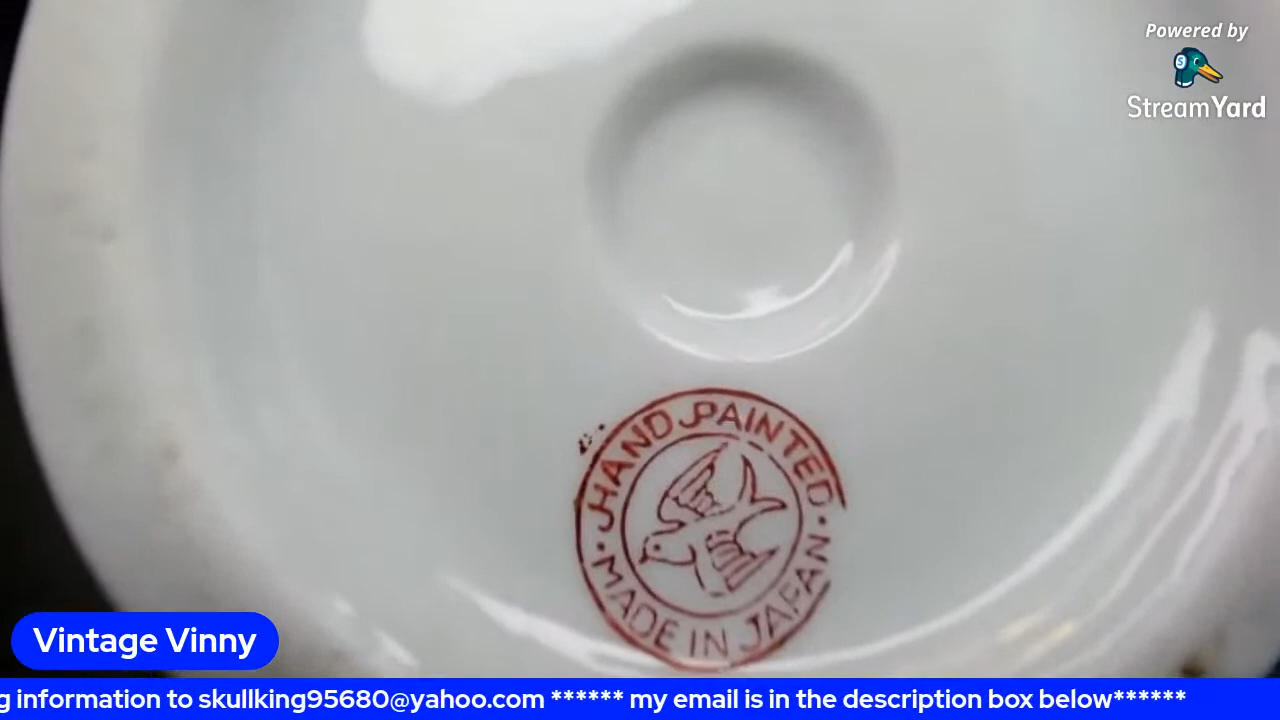 Powered by
StreamYard
HAND PAINTED
· MADE IN JAPAN ·
Vintage Vinny
g information to skullking95680@yahoo.com ****** my email is in the description box below******